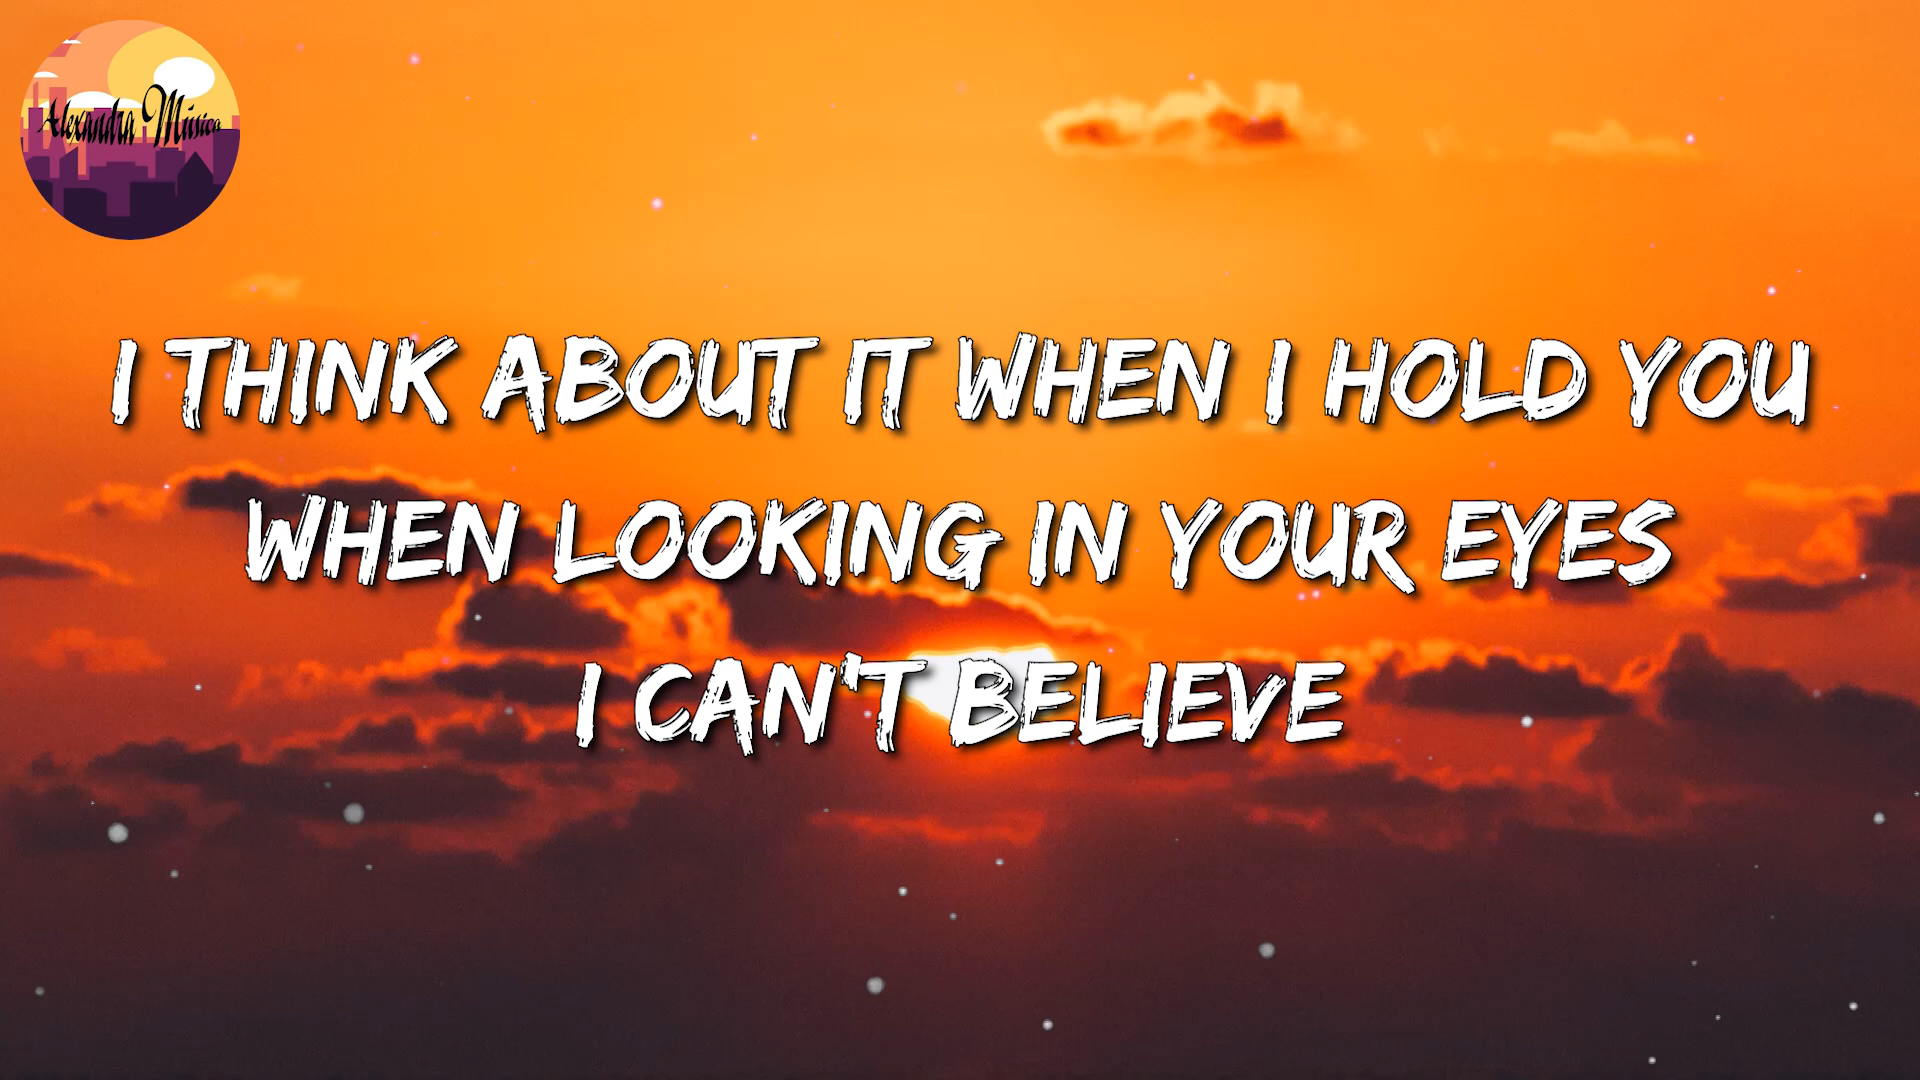 Alexandra Música
I THINK ABOUT IT WHEN I HOLD YOU
WHEN LOOKING IN YOUR EYES
I CAN'T BELIEVE